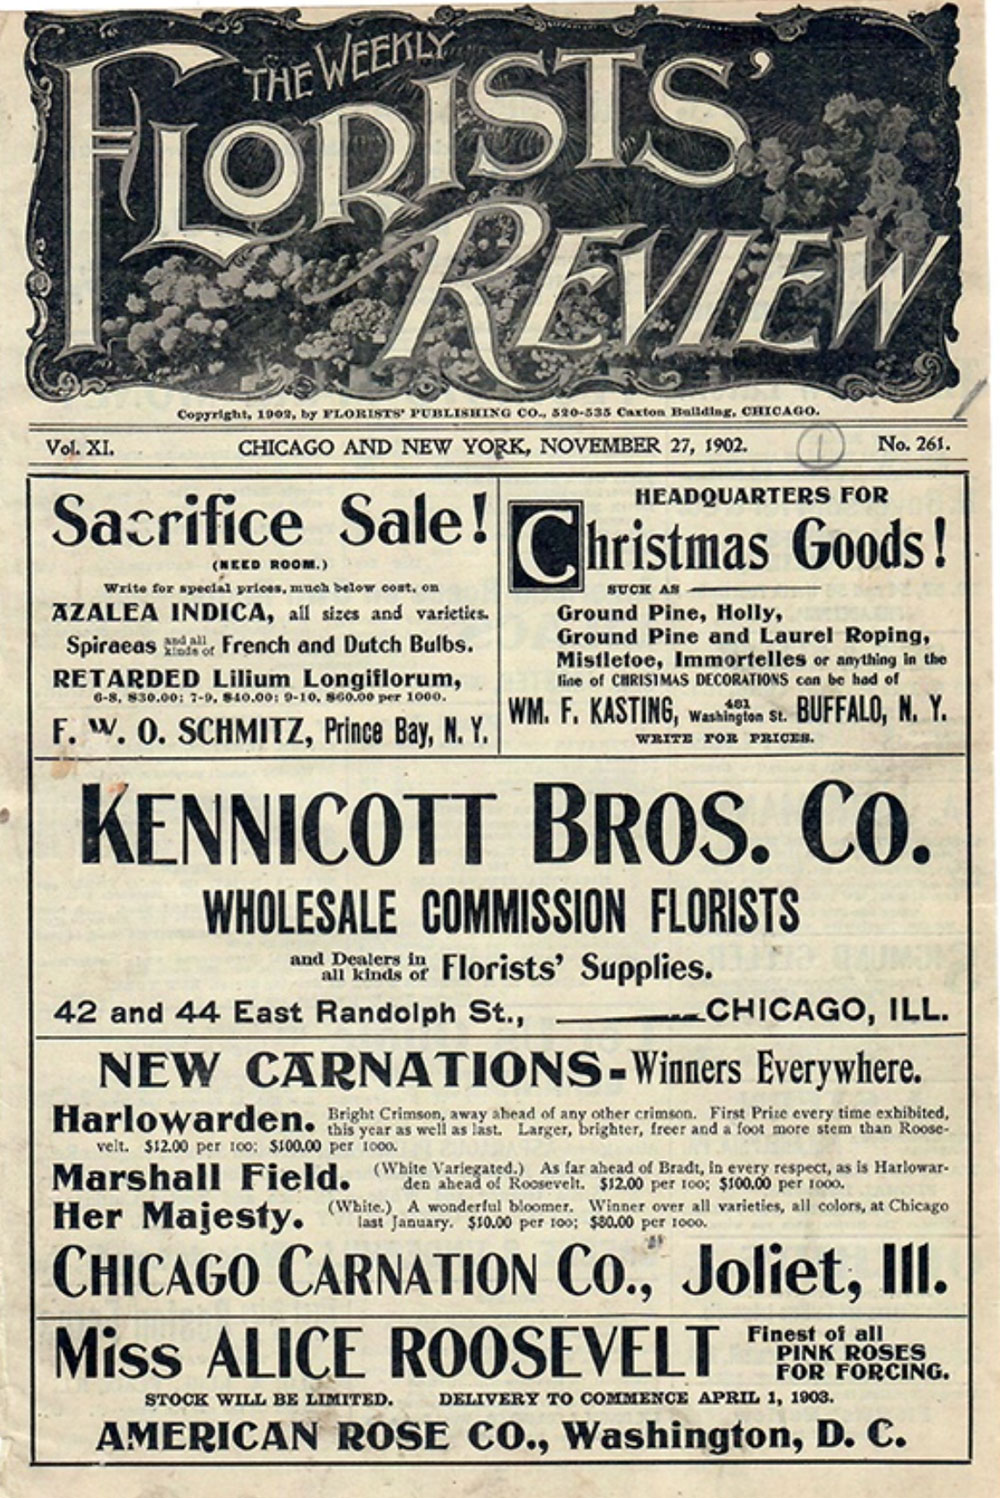 THE WEEKLY
FLORISTS'
REVIEW
Copyright, 1902, by FLORISTS' PUBLISHING CO., 520-535 Caxton Building, CHICAGO.
Vol. XI. CHICAGO AND NEW YORK, NOVEMBER 27, 1902. 1 No. 261.
Sacrifice Sale!
(NEED ROOM.)
Write for special prices, much below cost, on
AZALEA INDICA, all sizes and varieties.
Spiraeas and all kinds of French and Dutch Bulbs.
RETARDED Lilium Longiflorum,
6-8, $30.00; 7-9, $40.00; 9-10, $60.00 per 1000.
F. W. O. SCHMITZ, Prince Bay, N. Y.
HEADQUARTERS FOR
Christmas Goods!
SUCH AS
Ground Pine, Holly,
Ground Pine and Laurel Roping,
Mistletoe, Immortelles or anything in the
line of CHRISTMAS DECORATIONS can be had of
WM. F. KASTING, 481 Washington St. BUFFALO, N. Y.
WRITE FOR PRICES.
KENNICOTT BROS. CO.
WHOLESALE COMMISSION FLORISTS
and Dealers in all kinds of Florists' Supplies.
42 and 44 East Randolph St., CHICAGO, ILL.
NEW CARNATIONS-Winners Everywhere.
Harlowarden. Bright Crimson, away ahead of any other crimson. First Prize every time exhibited,
this year as well as last. Larger, brighter, freer and a foot more stem than Roose-
velt. $12.00 per 100; $100.00 per 1000.
Marshall Field. (White Variegated.) As far ahead of Bradt, in every respect, as is Harlowar-
den ahead of Roosevelt. $12.00 per 100; $100.00 per 1000.
Her Majesty. (White.) A wonderful bloomer. Winner over all varieties, all colors, at Chicago
last January. $10.00 per 100; $80.00 per 1000.
CHICAGO CARNATION CO., Joliet, Ill.
Miss ALICE ROOSEVELT Finest of all
PINK ROSES
FOR FORCING.
STOCK WILL BE LIMITED. DELIVERY TO COMMENCE APRIL 1, 1903.
AMERICAN ROSE CO., Washington, D. C.